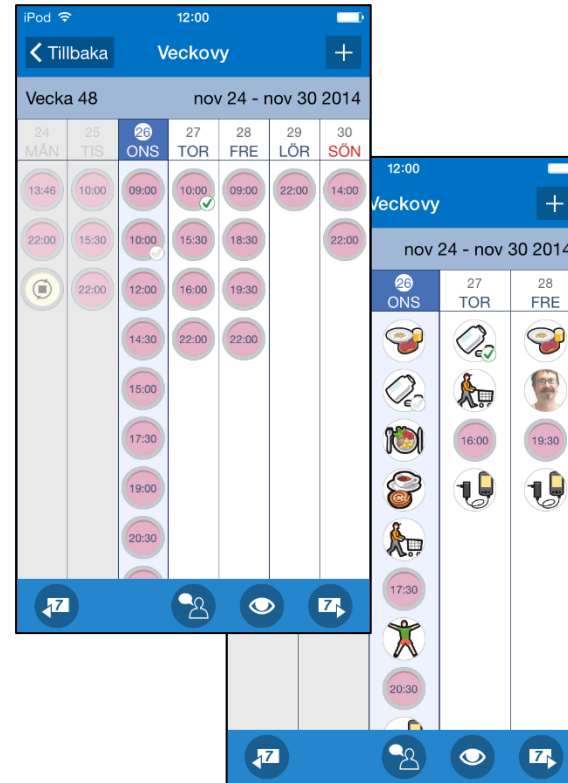 iPod 12:00
Tillbaka Veckovy +
Vecka 48 nov 24 - nov 30 2014
24 25 26 27 28 29 30
MÅN TIS ONS TOR FRE LÖR SÖN
13:46 10:00 09:00 10:00 09:00 22:00 14:00
22:00 15:30 10:00 15:30 18:30 22:00
22:00 12:00 16:00 19:30
14:30 22:00 22:00
15:00
17:30
19:00
20:30
7 7
12:00
Veckovy +
nov 24 - nov 30 2014
26 27 28
ONS TOR FRE
16:00 19:30
17:30
20:30
7 7